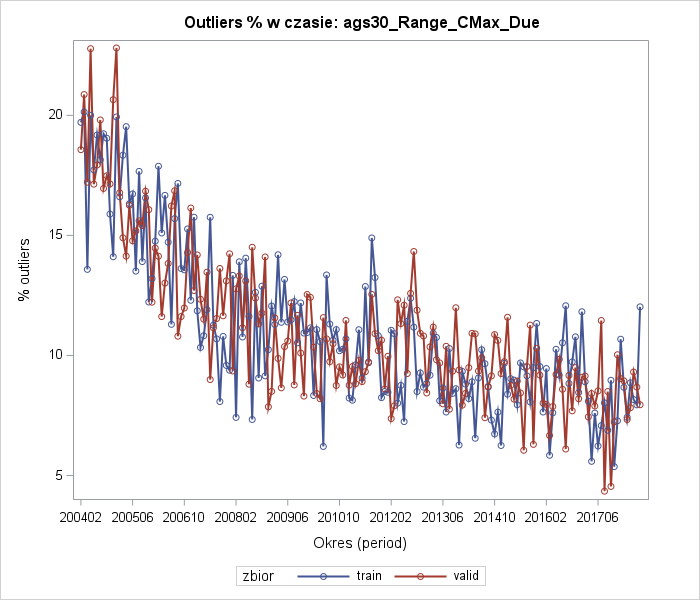 Outliers % w czasie: ags30_Range_CMax_Due
% outliers
20
15
10
5
200402 200506 200610 200802 200906 201010 201202 201306 201410 201602 201706
Okres (period)
zbior train valid